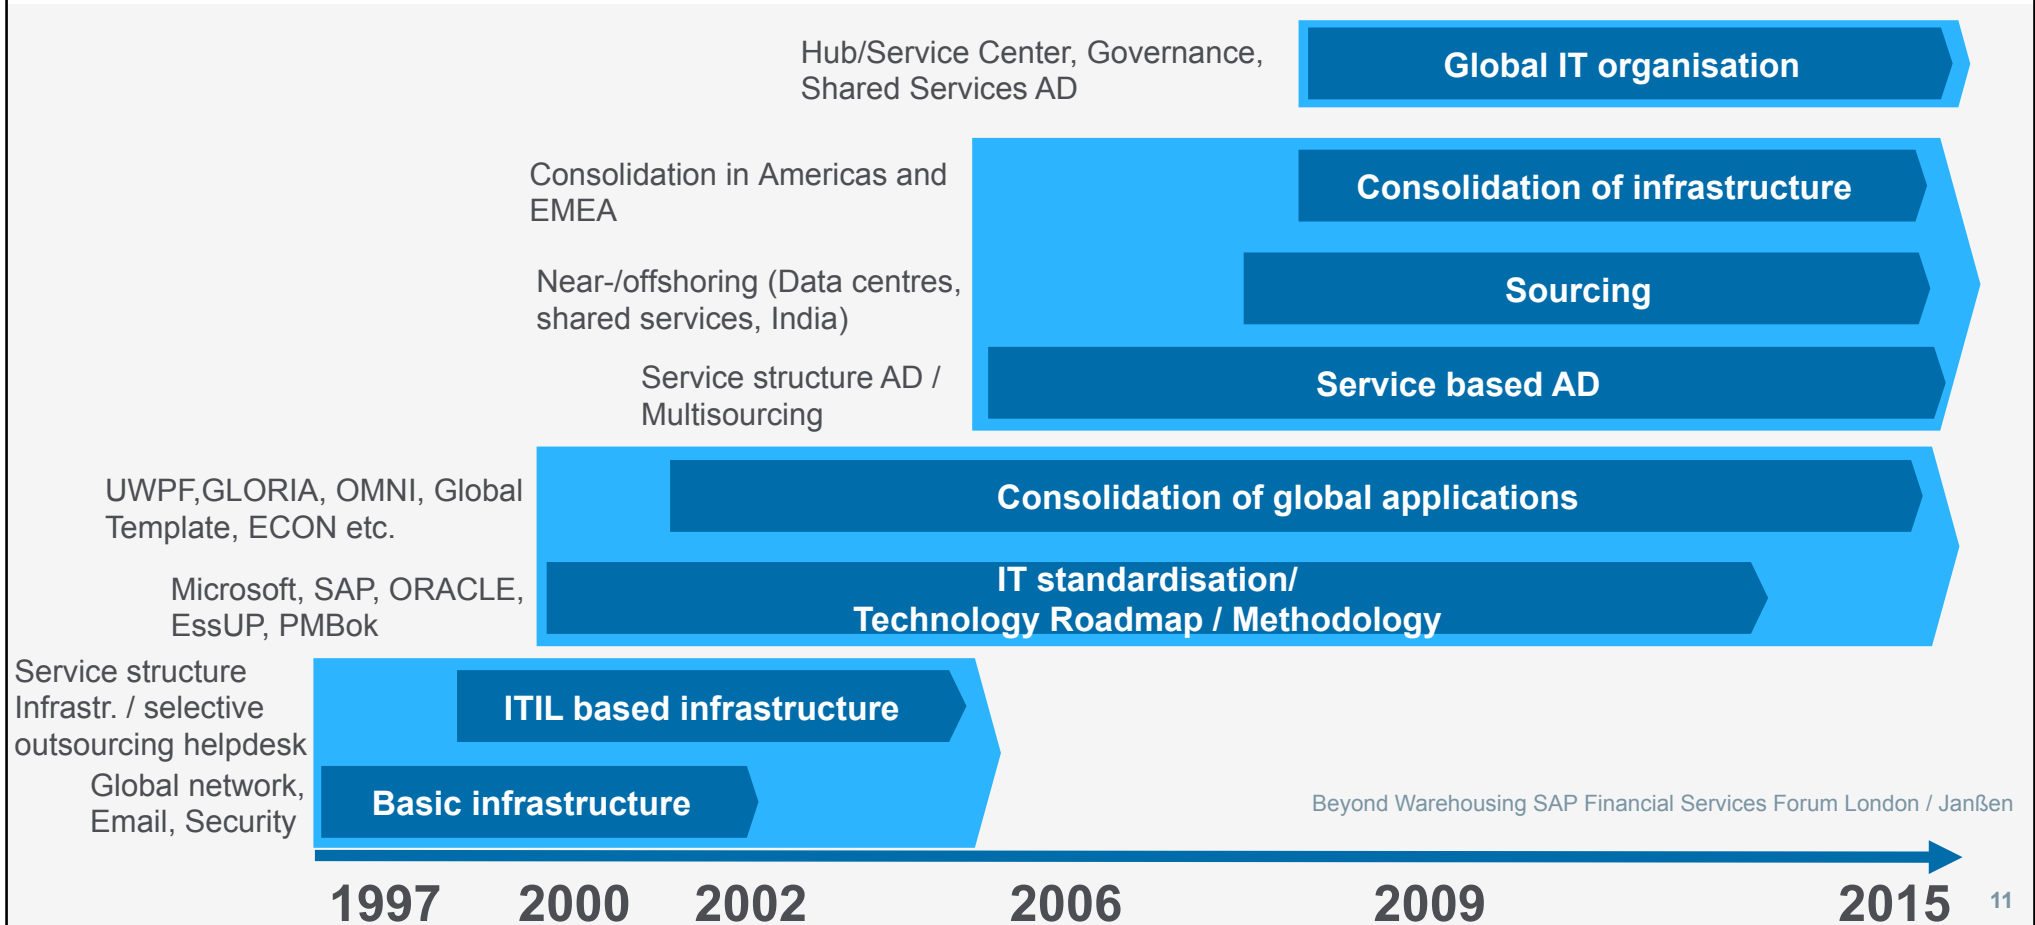 Hub/Service Center, Governance,
Shared Services AD
Global IT organisation
Consolidation in Americas and
EMEA
Consolidation of infrastructure
Near-/offshoring (Data centres,
shared services, India)
Sourcing
Service structure AD /
Multisourcing
Service based AD
UWPF,GLORIA, OMNI, Global
Template, ECON etc.
Consolidation of global applications
Microsoft, SAP, ORACLE,
EssUP, PMBok
IT standardisation/
Technology Roadmap / Methodology
Service structure
Infrastr. / selective
outsourcing helpdesk
ITIL based infrastructure
Global network,
Email, Security
Basic infrastructure
Beyond Warehousing SAP Financial Services Forum London / Janßen
1997 2000 2002 2006 2009 2015 11